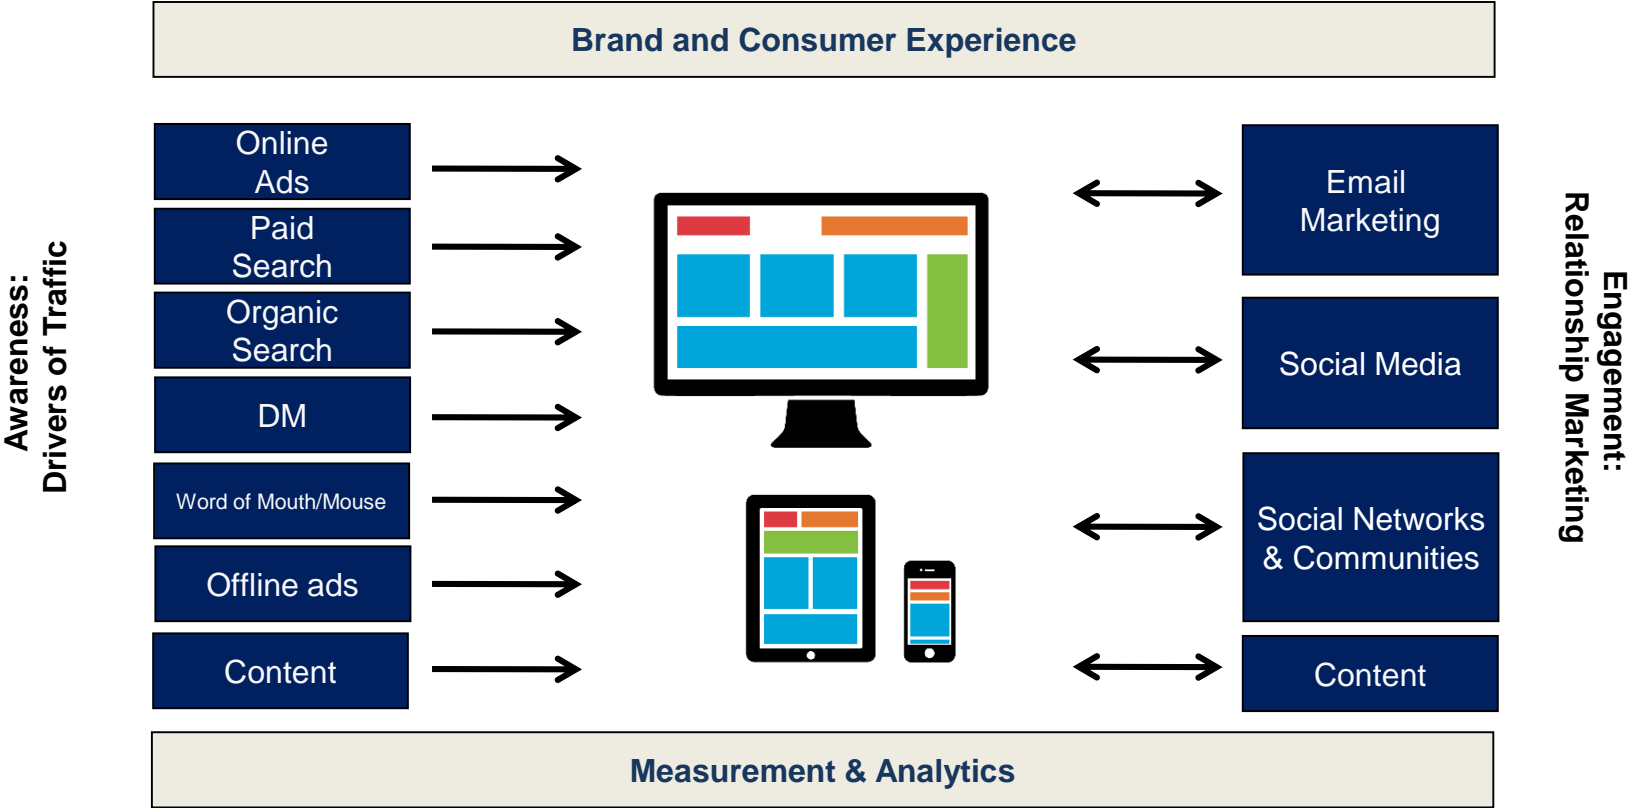 Brand and Consumer Experience
Awareness:
Drivers of Traffic
Online
Ads
Paid
Search
Organic
Search
DM
Word of Mouth/Mouse
Offline ads
Content
Email
Marketing
Social Media
Social Networks
& Communities
Content
Engagement:
Relationship Marketing
Measurement & Analytics